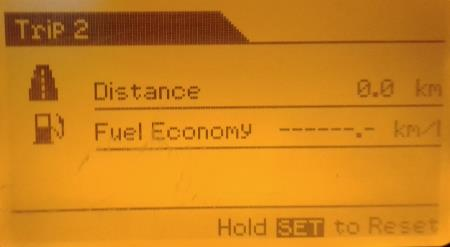 Trip 2
Distance 0.0 km
Fuel Economy ------.- km/l
Hold SET to Reset